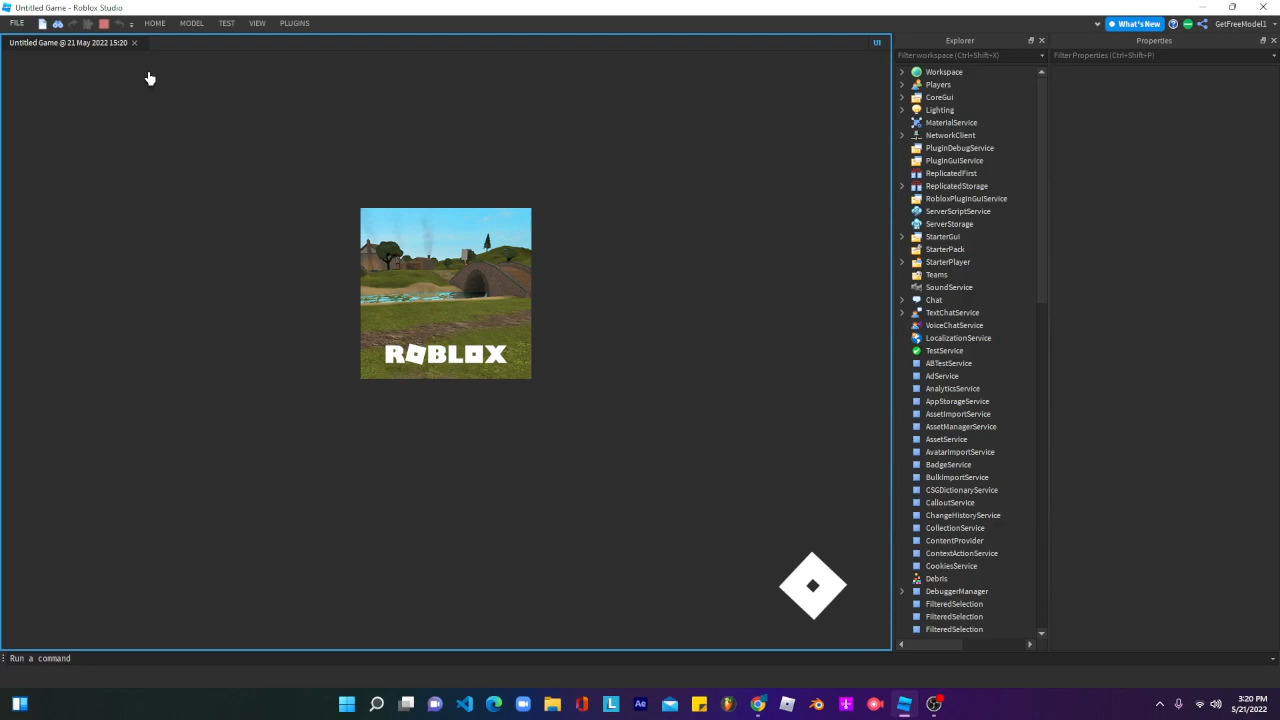 Untitled Game - Roblox Studio
FILE
HOME
MODEL
TEST
VIEW
PLUGINS
What's New
GetFreeModel1
Untitled Game @ 21 May 2022 15:20
UI
Explorer
Properties
Filter workspace (Ctrl+Shift+X)
Filter Properties (Ctrl+Shift+P)
Workspace
Players
CoreGui
Lighting
MaterialService
NetworkClient
PluginDebugService
PluginGuiService
ReplicatedFirst
ReplicatedStorage
RobloxPluginGuiService
ServerScriptService
ServerStorage
StarterGui
StarterPack
StarterPlayer
Teams
SoundService
Chat
TextChatService
VoiceChatService
LocalizationService
TestService
ABTestService
AdService
AnalyticsService
AppStorageService
AssetImportService
AssetManagerService
AssetService
AvatarImportService
BadgeService
BulkImportService
CSGDictionaryService
CalloutService
ChangeHistoryService
CollectionService
ContentProvider
ContextActionService
CookiesService
Debris
DebuggerManager
FilteredSelection
FilteredSelection
FilteredSelection
ROBLOX
Run a command
L
Ae
3:20 PM
5/21/2022